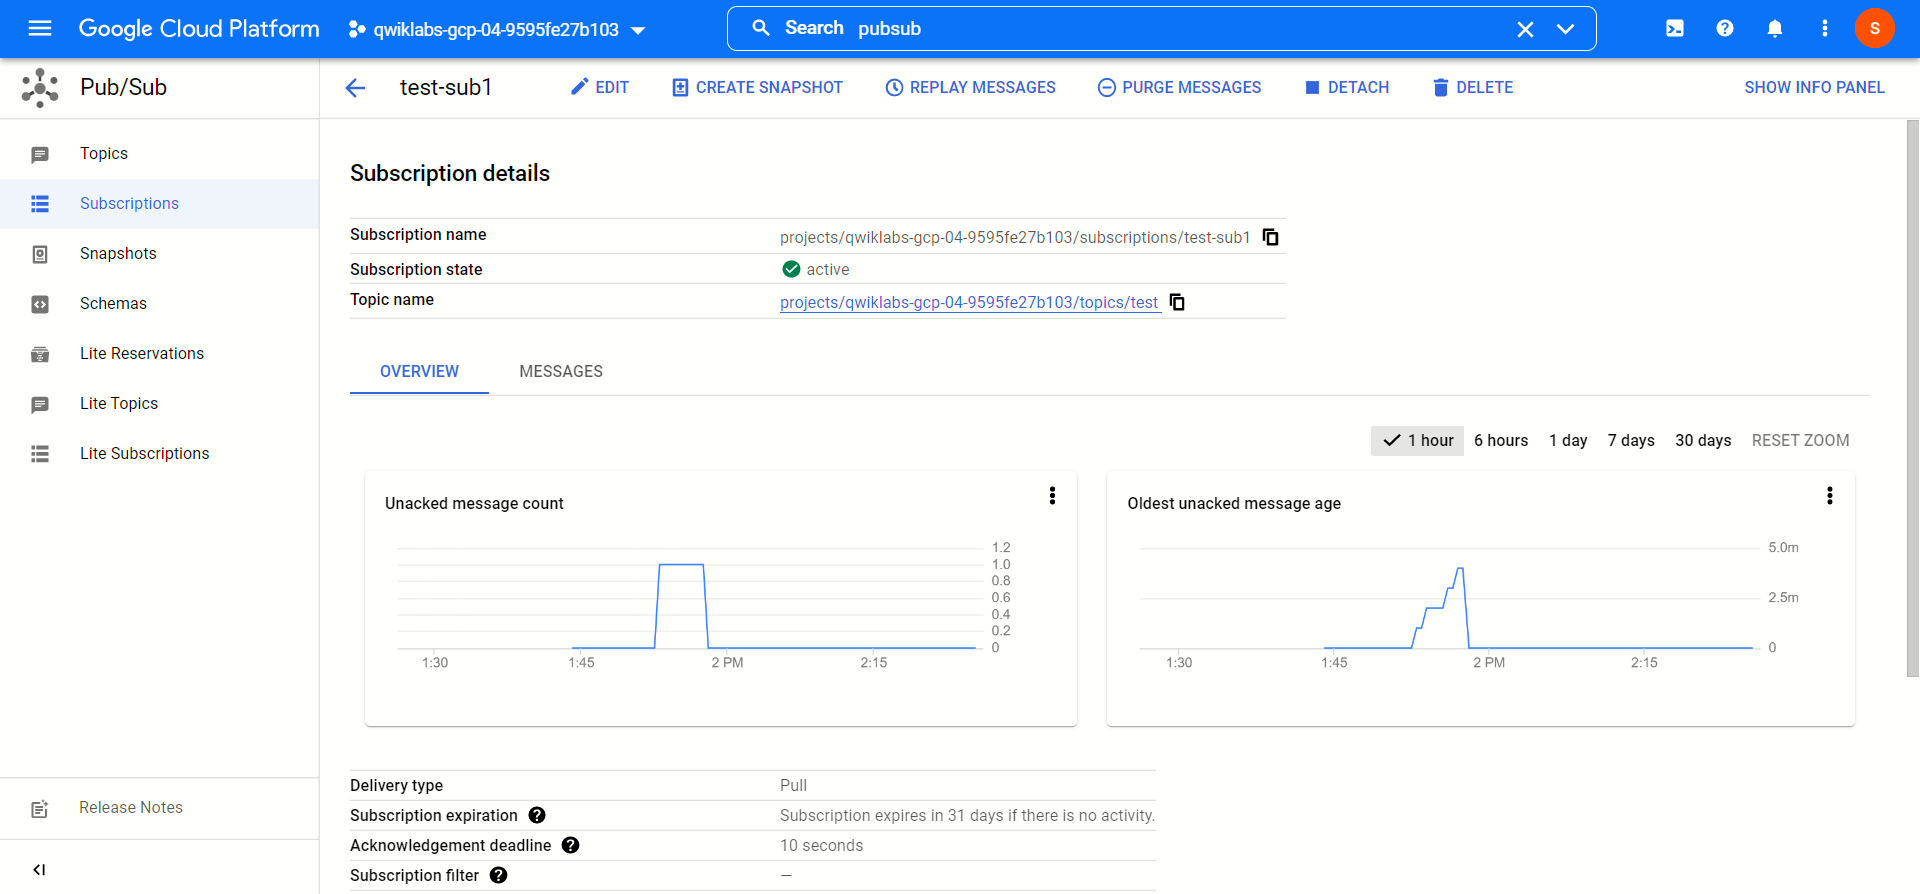 Google Cloud Platform qwiklabs-gcp-04-9595fe27b103 Search pubsub S
Pub/Sub test-sub1 EDIT CREATE SNAPSHOT REPLAY MESSAGES PURGE MESSAGES DETACH DELETE SHOW INFO PANEL
Topics
Subscriptions
Snapshots
Schemas
Lite Reservations
Lite Topics
Lite Subscriptions
Release Notes
Subscription details
Subscription name projects/qwiklabs-gcp-04-9595fe27b103/subscriptions/test-sub1
Subscription state active
Topic name projects/qwiklabs-gcp-04-9595fe27b103/topics/test
OVERVIEW MESSAGES
1 hour 6 hours 1 day 7 days 30 days RESET ZOOM
Unacked message count
1.2
1.0
0.8
0.6
0.4
0.2
0
1:30 1:45 2 PM 2:15
Oldest unacked message age
5.0m
2.5m
0
1:30 1:45 2 PM 2:15
Delivery type Pull
Subscription expiration Subscription expires in 31 days if there is no activity.
Acknowledgement deadline 10 seconds
Subscription filter —